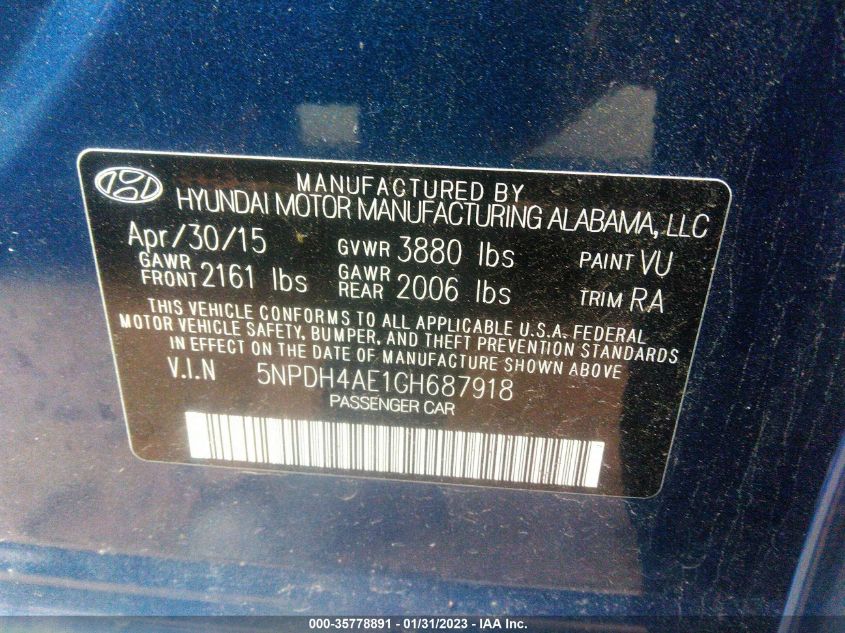 MANUFACTURED BY
HYUNDAI MOTOR MANUFACTURING ALABAMA, LLC
Apr/30/15 GVWR 3880 lbs PAINT VU
GAWR FRONT 2161 lbs GAWR REAR 2006 lbs TRIM RA
THIS VEHICLE CONFORMS TO ALL APPLICABLE U.S.A. FEDERAL
MOTOR VEHICLE SAFETY, BUMPER, AND THEFT PREVENTION STANDARDS
IN EFFECT ON THE DATE OF MANUFACTURE SHOWN ABOVE
V.I.N 5NPDH4AE1GH687918
PASSENGER CAR
000-35778891 - 01/31/2023 - IAA Inc.